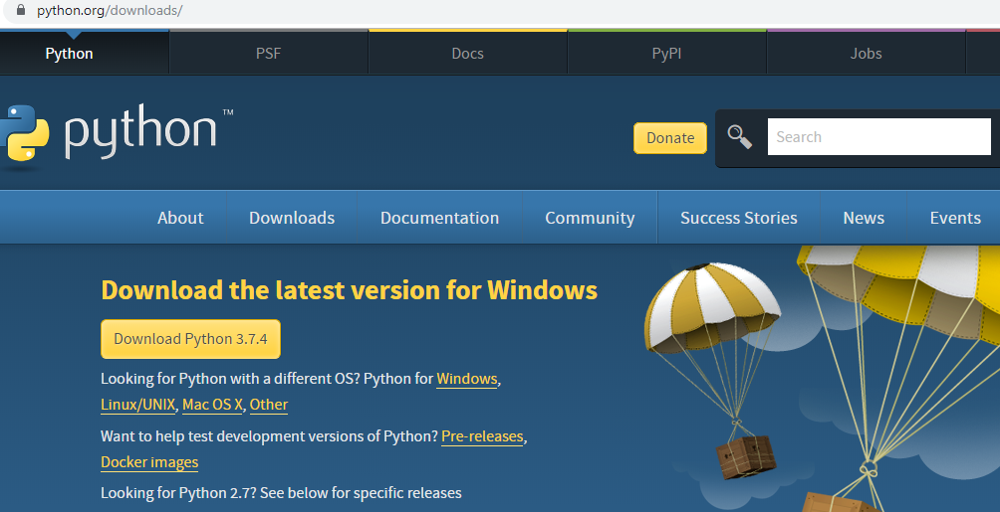 python.org/downloads/
Python PSF Docs PyPI Jobs
python™
Donate Search
About Downloads Documentation Community Success Stories News Events
Download the latest version for Windows
Download Python 3.7.4
Looking for Python with a different OS? Python for Windows,
Linux/UNIX, Mac OS X, Other
Want to help test development versions of Python? Pre-releases,
Docker images
Looking for Python 2.7? See below for specific releases